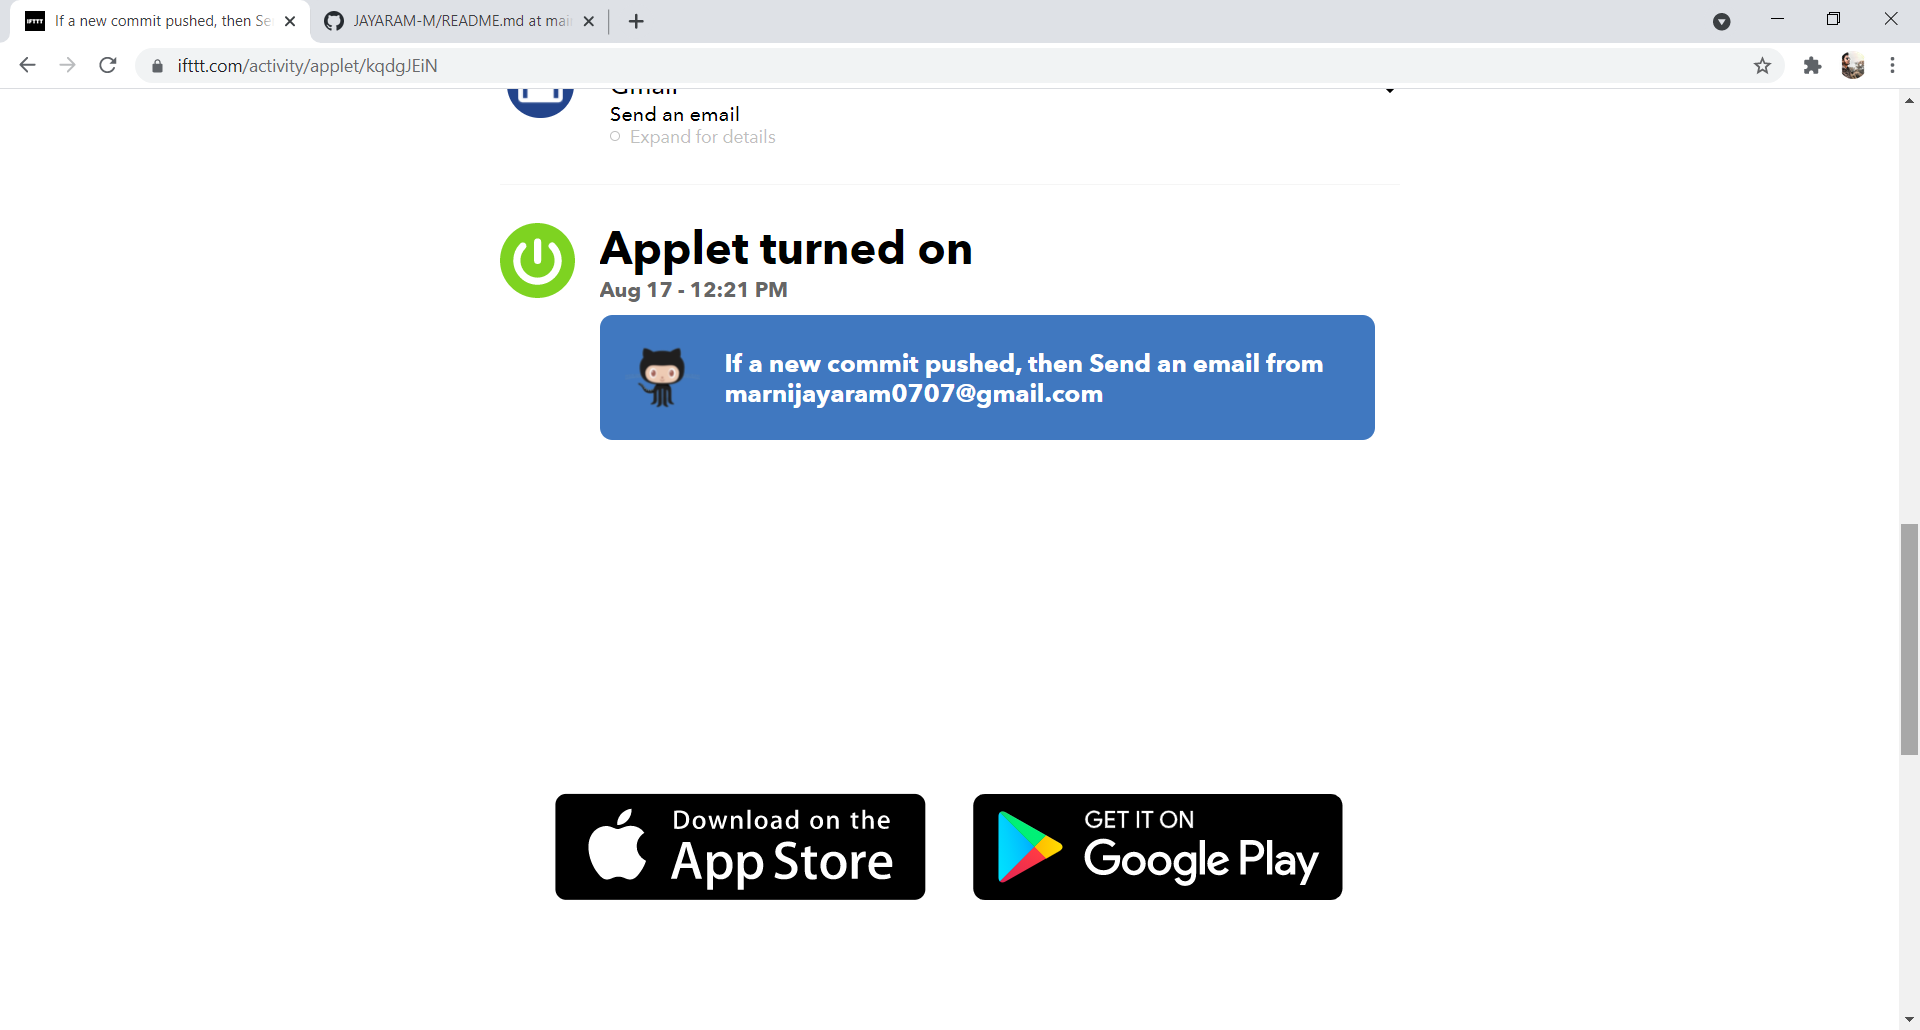 IFTTT
If a new commit pushed, then Se
JAYARAM-M/README.md at mai
ifttt.com/activity/applet/kqdgJEiN
Gmail
Send an email
Expand for details
Applet turned on
Aug 17 - 12:21 PM
If a new commit pushed, then Send an email from
marnijayaram0707@gmail.com
Download on the
App Store
GET IT ON
Google Play